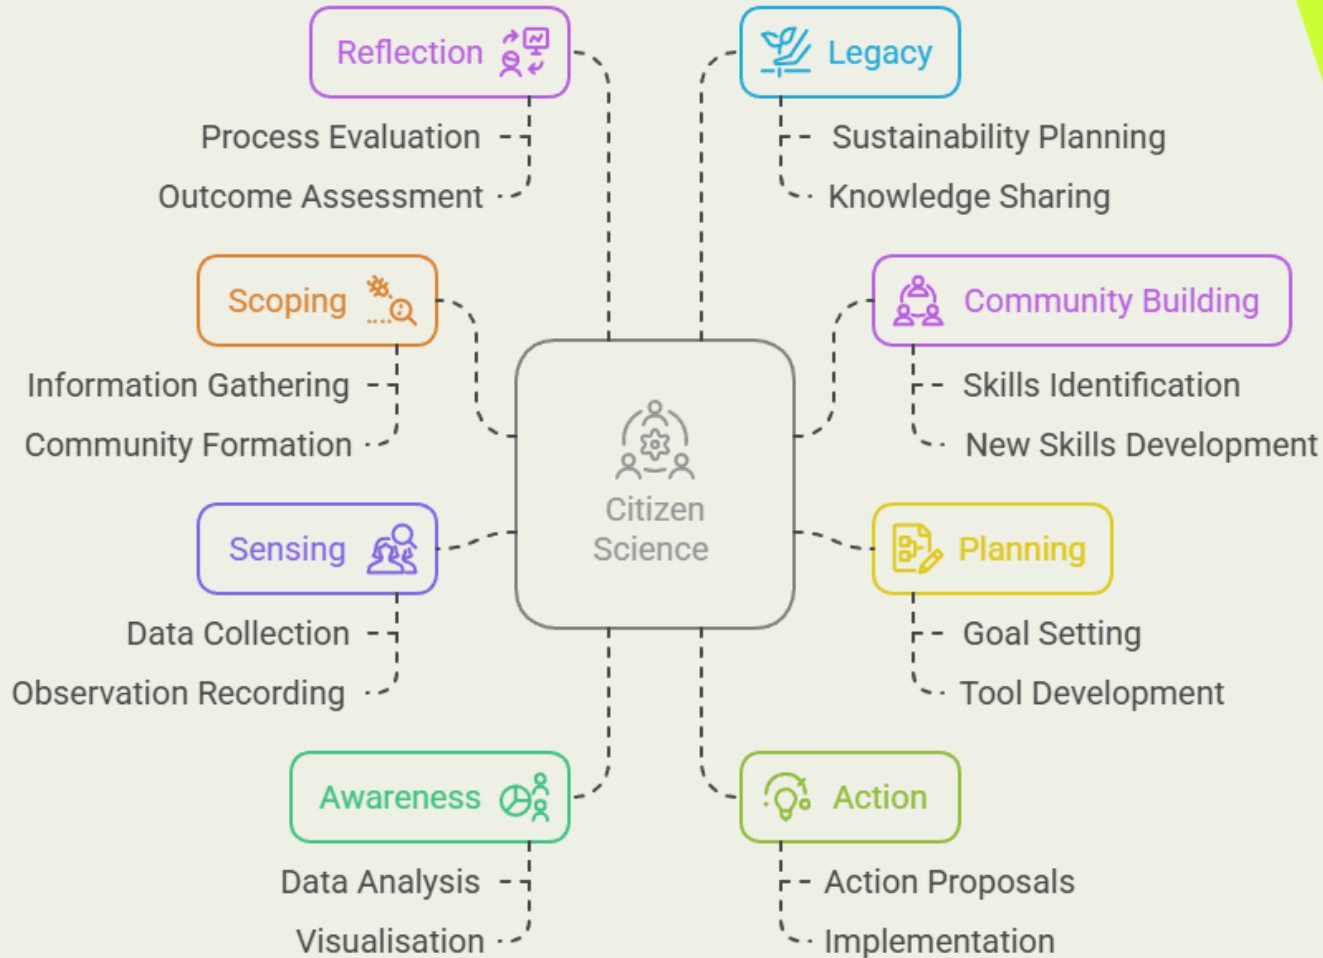 Reflection
Process Evaluation
Outcome Assessment
Legacy
Sustainability Planning
Knowledge Sharing
Scoping
Information Gathering
Community Formation
Community Building
Skills Identification
New Skills Development
Citizen
Science
Sensing
Data Collection
Observation Recording
Planning
Goal Setting
Tool Development
Awareness
Data Analysis
Visualisation
Action
Action Proposals
Implementation